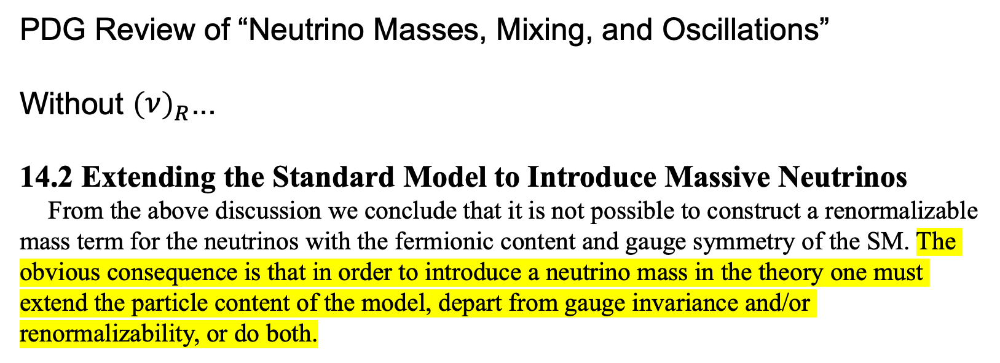 PDG Review of “Neutrino Masses, Mixing, and Oscillations”
Without (ν)R...
14.2 Extending the Standard Model to Introduce Massive Neutrinos
From the above discussion we conclude that it is not possible to construct a renormalizable
mass term for the neutrinos with the fermionic content and gauge symmetry of the SM. The
obvious consequence is that in order to introduce a neutrino mass in the theory one must
extend the particle content of the model, depart from gauge invariance and/or
renormalizability, or do both.